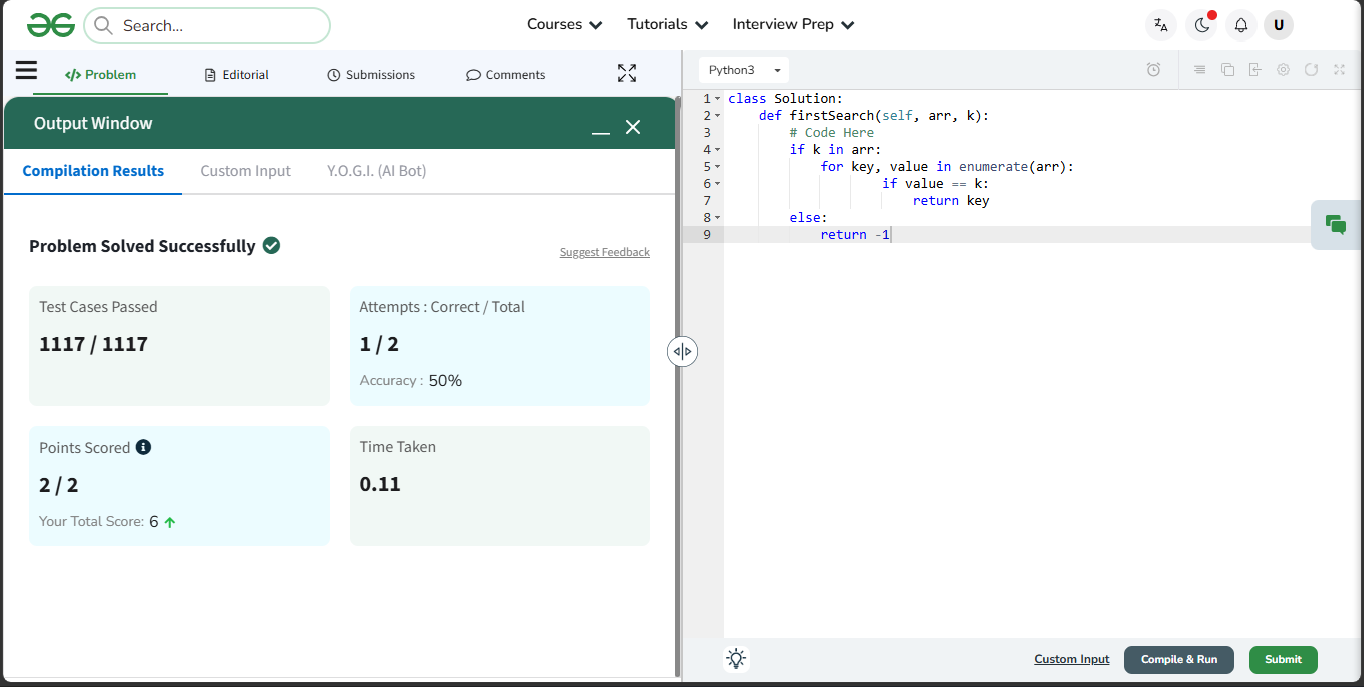 Search...
Courses
Tutorials
Interview Prep
U
</> Problem
Editorial
Submissions
Comments
Output Window
Compilation Results
Custom Input
Y.O.G.I. (AI Bot)
Problem Solved Successfully
Suggest Feedback
Test Cases Passed
1117 / 1117
Attempts : Correct / Total
1 / 2
Accuracy : 50%
Points Scored
2 / 2
Your Total Score: 6
Time Taken
0.11
Python3
1 class Solution:
2     def firstSearch(self, arr, k):
3         # Code Here
4         if k in arr:
5             for key, value in enumerate(arr):
6                     if value == k:
7                         return key
8         else:
9             return -1
Custom Input
Compile & Run
Submit